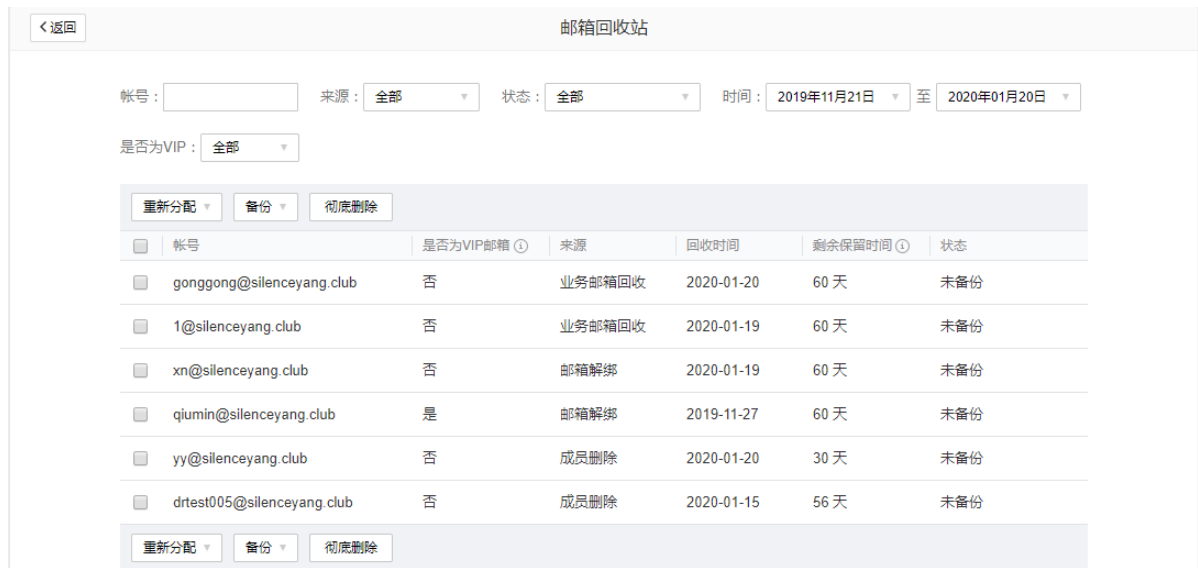 返回 邮箱回收站
帐号： 来源： 全部 状态： 全部 时间： 2019年11月21日 至 2020年01月20日
是否为VIP： 全部
重新分配 备份 彻底删除
帐号 是否为VIP邮箱 来源 回收时间 剩余保留时间 状态
gonggong@silenceyang.club 否 业务邮箱回收 2020-01-20 60 天 未备份
1@silenceyang.club 否 业务邮箱回收 2020-01-19 60 天 未备份
xn@silenceyang.club 否 邮箱解绑 2020-01-19 60 天 未备份
qiumin@silenceyang.club 是 邮箱解绑 2019-11-27 60 天 未备份
yy@silenceyang.club 否 成员删除 2020-01-20 30 天 未备份
drtest005@silenceyang.club 否 成员删除 2020-01-15 56 天 未备份
重新分配 备份 彻底删除